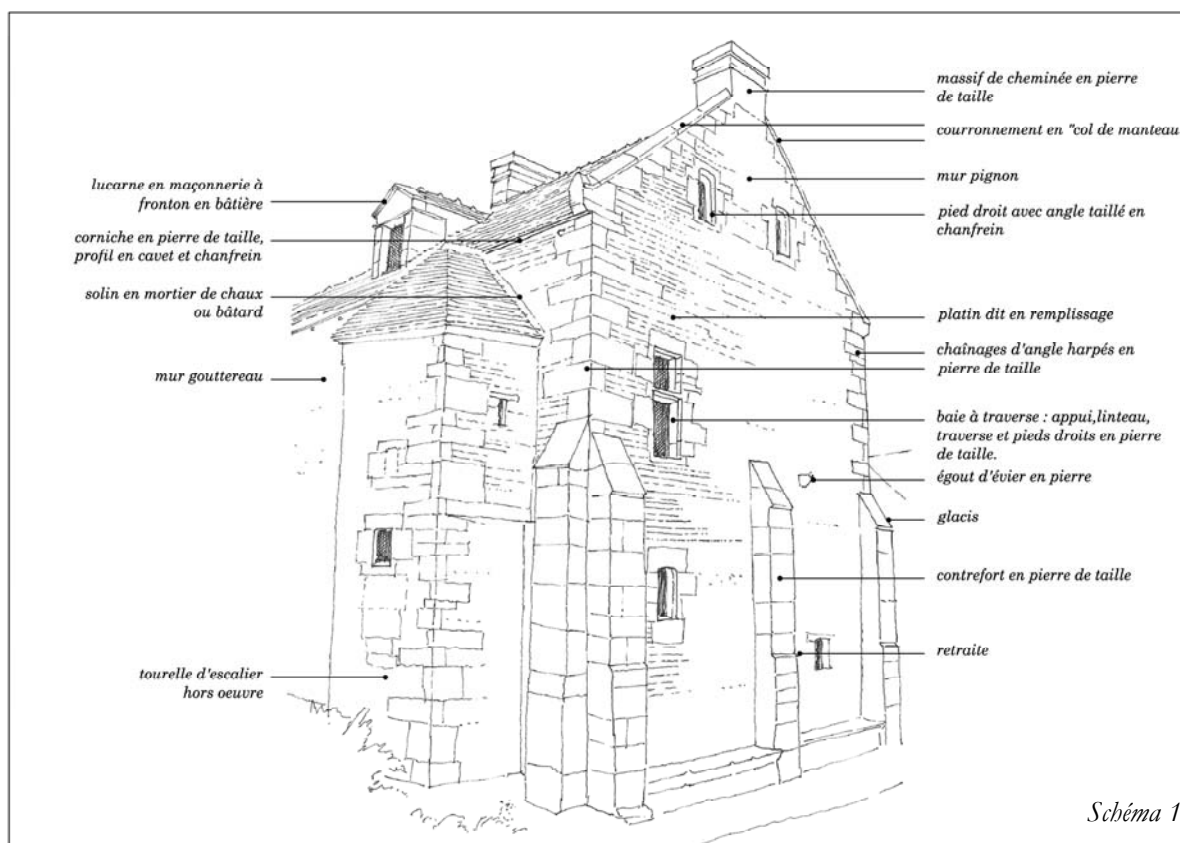 massif de cheminée en pierre
de taille
courronnement en "col de manteau
mur pignon
pied droit avec angle taillé en
chanfrein
platin dit en remplissage
chaînages d'angle harpés en
pierre de taille
baie à traverse : appui,linteau,
traverse et pieds droits en pierre
de taille.
égout d'évier en pierre
glacis
contrefort en pierre de taille
retraite
lucarne en maçonnerie à
fronton en bâtière
corniche en pierre de taille,
profil en cavet et chanfrein
solin en mortier de chaux
ou bâtard
mur gouttereau
tourelle d'escalier
hors oeuvre
Schéma 1